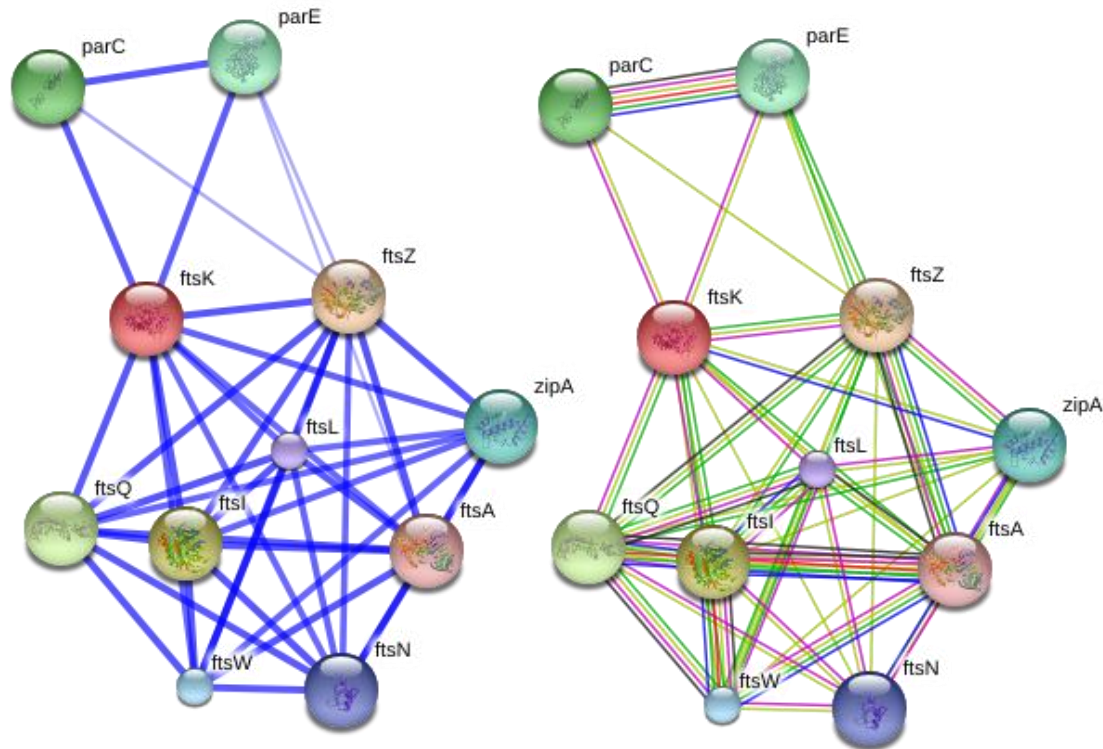 parC
parE
ftsK
ftsZ
zipA
ftsL
ftsQ
ftsI
ftsA
ftsW
ftsN
parC
parE
ftsK
ftsZ
zipA
ftsL
ftsQ
ftsI
ftsA
ftsW
ftsN